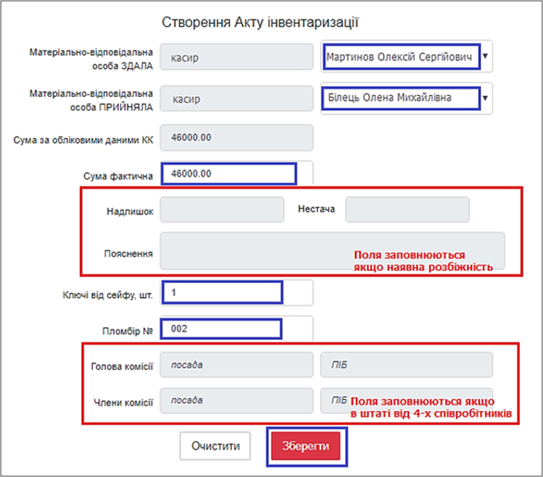 Створення Акту інвентаризації
Матеріально-відповідальна
особа ЗДАЛА
касир
Мартинов Олексій Сергійович
Матеріально-відповідальна
особа ПРИЙНЯЛА
касир
Білець Олена Михайлівна
Сума за обліковими даними КК
46000.00
Сума фактична
46000.00
Надлишок
Нестача
Пояснення
Поля заповнюються
якщо наявна розбіжність
Ключі від сейфу, шт.
1
Пломбір №
002
Голова комісії
посада
ПІБ
Члени комісії
посада
ПІБ
Поля заповнюються якщо
в штаті від 4-х співробітників
Очистити
Зберегти